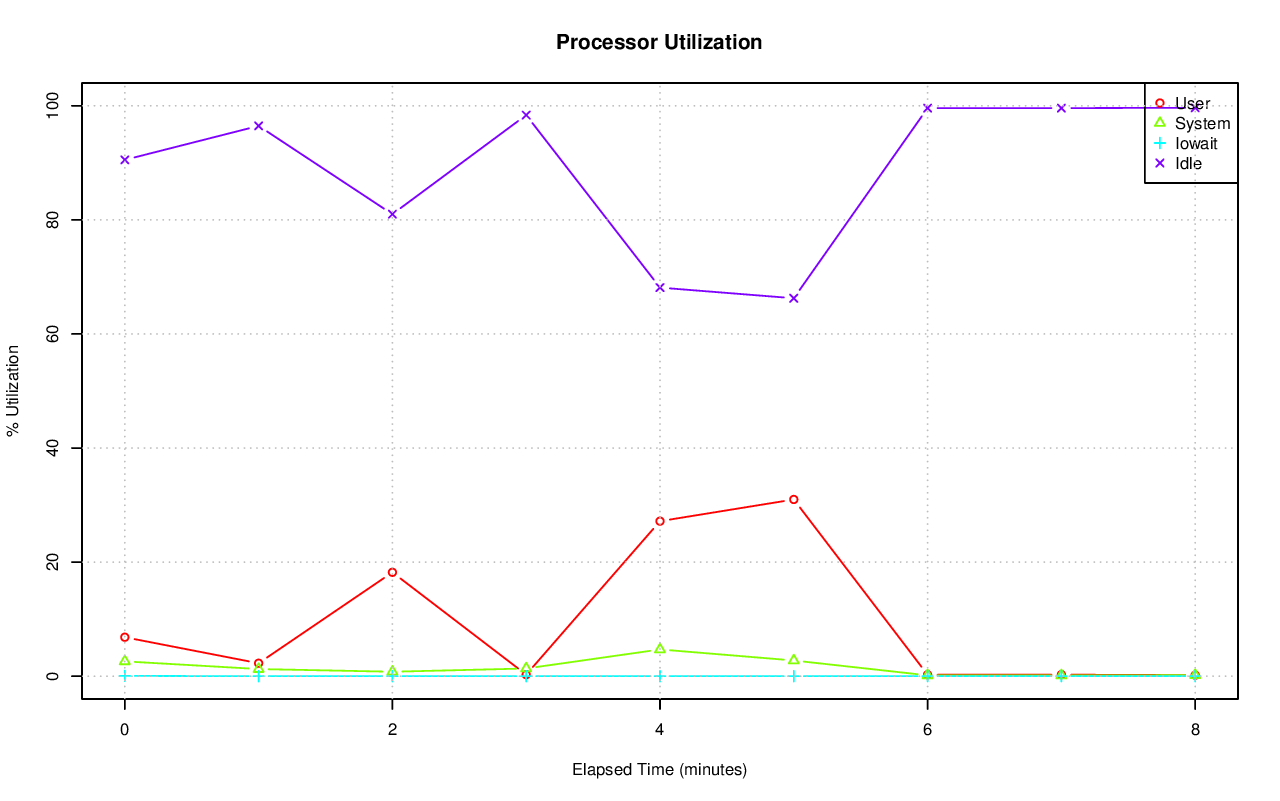 Processor Utilization
User
System
Iowait
Idle
100
80
60
40
20
0
% Utilization
0 2 4 6 8
Elapsed Time (minutes)